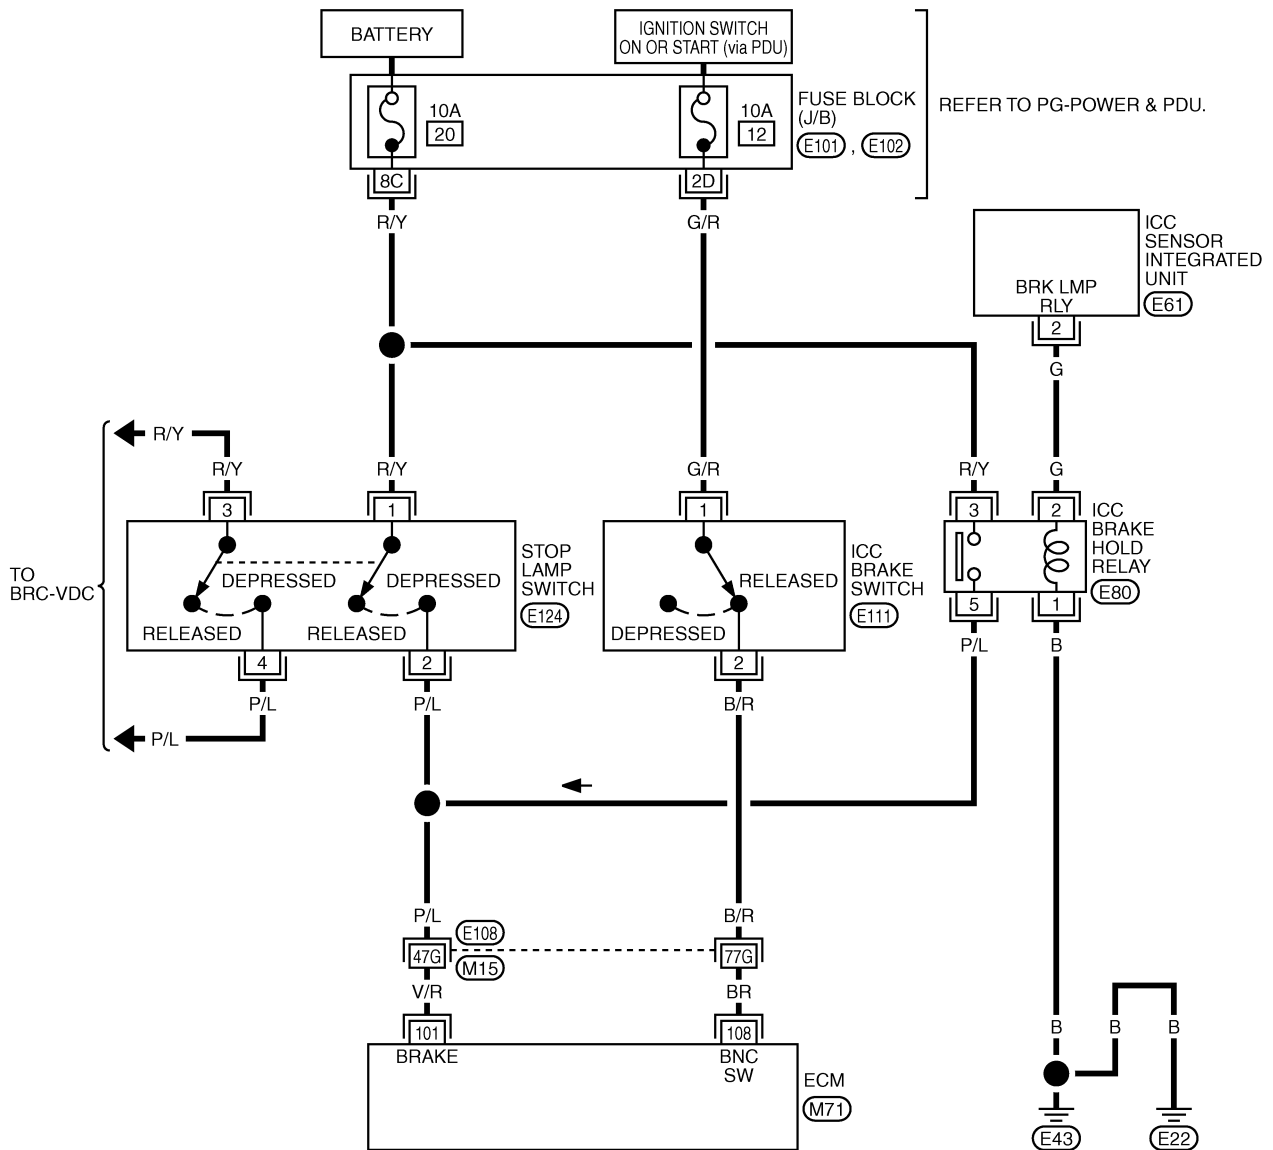 BATTERY
IGNITION SWITCH
ON OR START (via PDU)
10A
20
10A
12
FUSE BLOCK
(J/B)
E101 , E102
REFER TO PG-POWER & PDU.
8C
2D
R/Y
G/R
ICC
SENSOR
INTEGRATED
UNIT
E61
BRK LMP
RLY
2
G
R/Y
R/Y
R/Y
G/R
R/Y
G
3
1
1
3
2
TO
BRC-VDC
DEPRESSED
RELEASED
DEPRESSED
RELEASED
STOP
LAMP
SWITCH
E124
RELEASED
DEPRESSED
ICC
BRAKE
SWITCH
E111
ICC
BRAKE
HOLD
RELAY
E80
5
1
4
2
2
P/L
B
P/L
P/L
B/R
P/L
P/L
B/R
E108
47G
M15
77G
V/R
BR
101
108
BRAKE
BNC
SW
ECM
M71
B
B
B
E43
E22